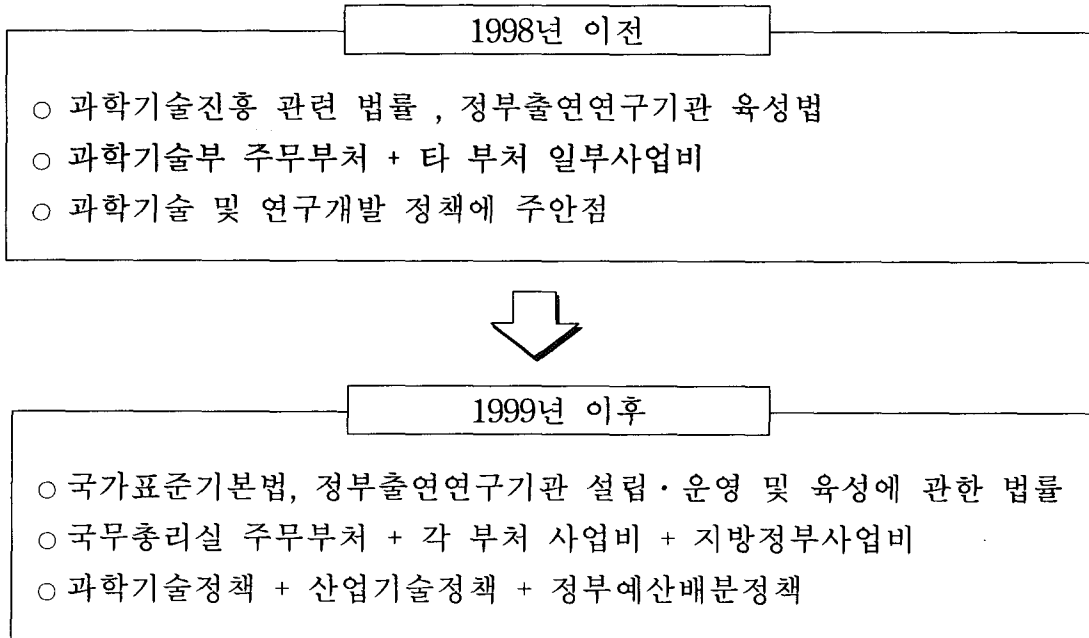 1998년 이전
○ 과학기술진흥 관련 법률 , 정부출연연구기관 육성법
○ 과학기술부 주무부처 + 타 부처 일부사업비
○ 과학기술 및 연구개발 정책에 주안점
1999년 이후
○ 국가표준기본법, 정부출연연구기관 설립·운영 및 육성에 관한 법률
○ 국무총리실 주무부처 + 각 부처 사업비 + 지방정부사업비
○ 과학기술정책 + 산업기술정책 + 정부예산배분정책